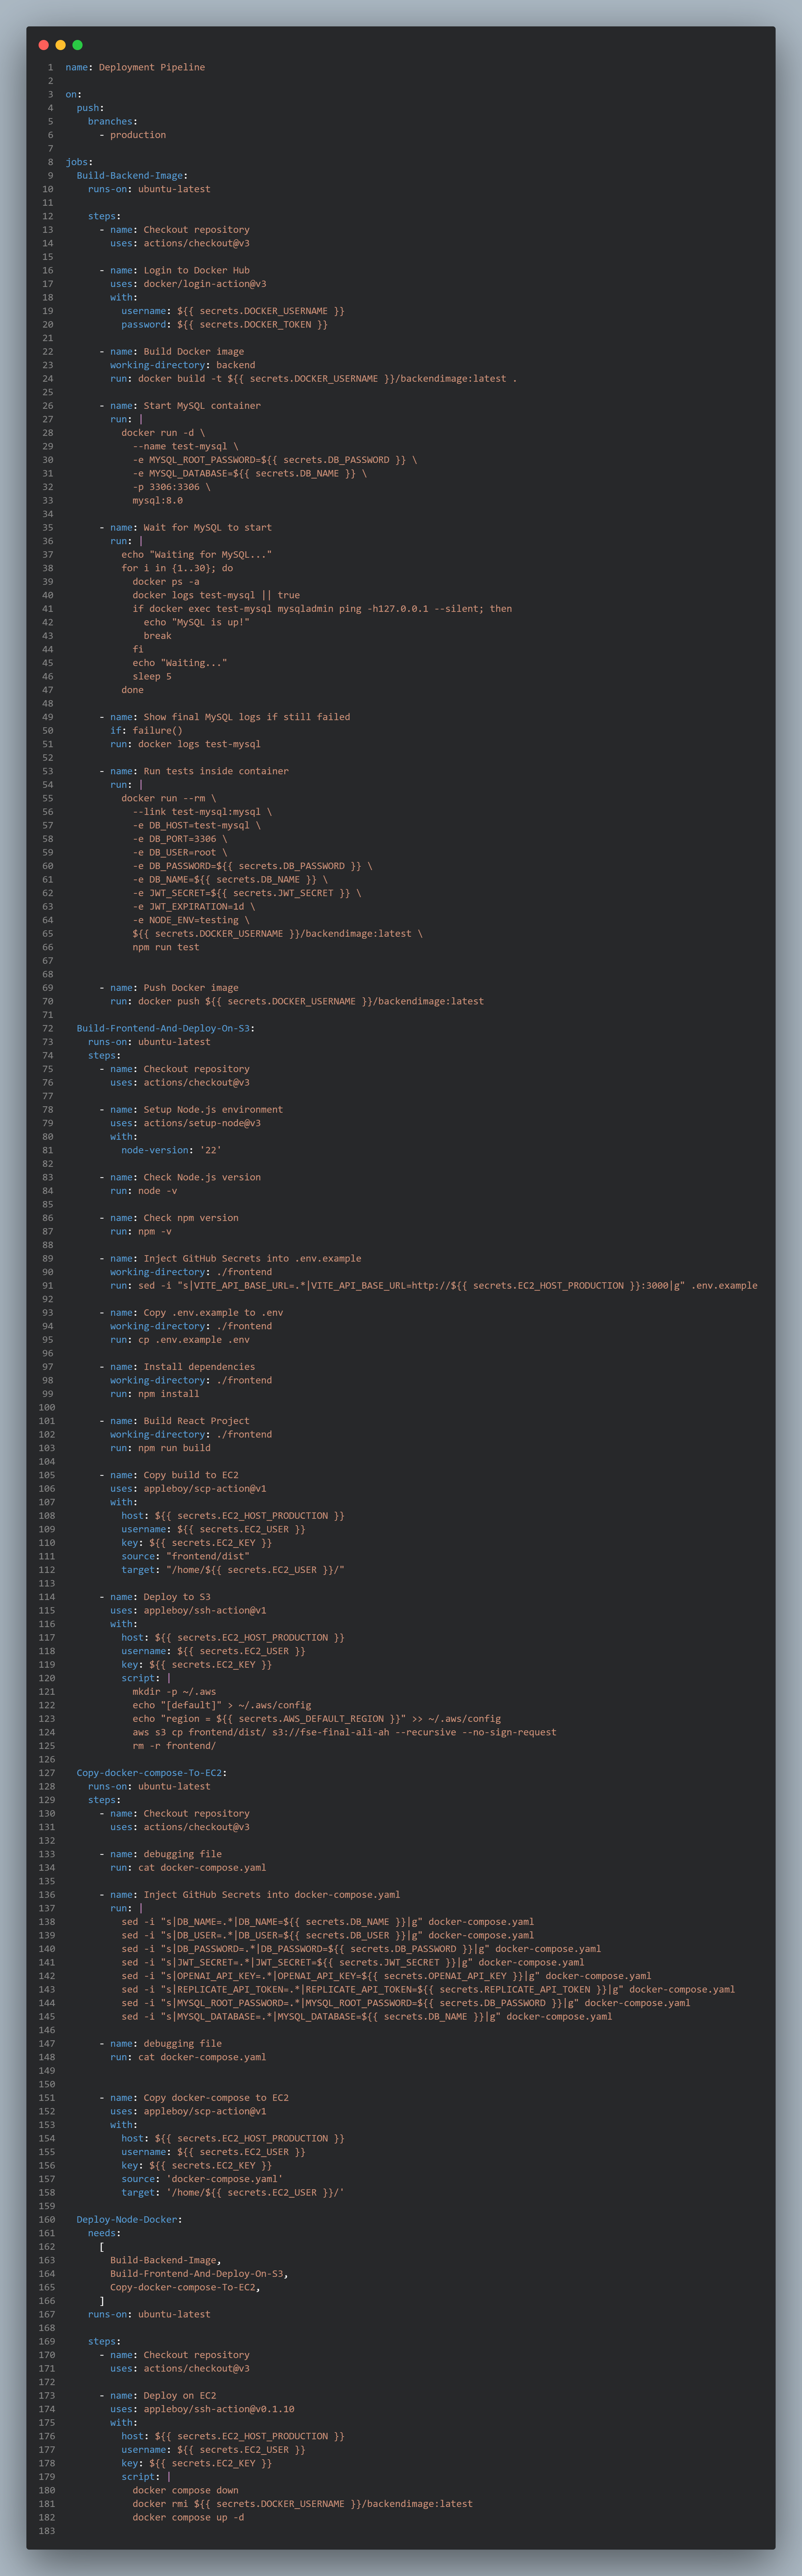 1 name: Deployment Pipeline
2
3 on:
4   push:
5     branches:
6       - production
7
8 jobs:
9   Build-Backend-Image:
10     runs-on: ubuntu-latest
11
12     steps:
13       - name: Checkout repository
14         uses: actions/checkout@v3
15
16       - name: Login to Docker Hub
17         uses: docker/login-action@v3
18         with:
19           username: ${{ secrets.DOCKER_USERNAME }}
20           password: ${{ secrets.DOCKER_TOKEN }}
21
22       - name: Build Docker image
23         working-directory: backend
24         run: docker build -t ${{ secrets.DOCKER_USERNAME }}/backendimage:latest .
25
26       - name: Start MySQL container
27         run: |
28           docker run -d \
29             --name test-mysql \
30             -e MYSQL_ROOT_PASSWORD=${{ secrets.DB_PASSWORD }} \
31             -e MYSQL_DATABASE=${{ secrets.DB_NAME }} \
32             -p 3306:3306 \
33             mysql:8.0
34
35       - name: Wait for MySQL to start
36         run: |
37           echo "Waiting for MySQL..."
38           for i in {1..30}; do
39             docker ps -a
40             docker logs test-mysql || true
41             if docker exec test-mysql mysqladmin ping -h127.0.0.1 --silent; then
42               echo "MySQL is up!"
43               break
44             fi
45             echo "Waiting..."
46             sleep 5
47           done
48
49       - name: Show final MySQL logs if still failed
50         if: failure()
51         run: docker logs test-mysql
52
53       - name: Run tests inside container
54         run: |
55           docker run --rm \
56             --link test-mysql:mysql \
57             -e DB_HOST=test-mysql \
58             -e DB_PORT=3306 \
59             -e DB_USER=root \
60             -e DB_PASSWORD=${{ secrets.DB_PASSWORD }} \
61             -e DB_NAME=${{ secrets.DB_NAME }} \
62             -e JWT_SECRET=${{ secrets.JWT_SECRET }} \
63             -e JWT_EXPIRATION=1d \
64             -e NODE_ENV=testing \
65             ${{ secrets.DOCKER_USERNAME }}/backendimage:latest \
66             npm run test
67
68
69       - name: Push Docker image
70         run: docker push ${{ secrets.DOCKER_USERNAME }}/backendimage:latest
71
72   Build-Frontend-And-Deploy-On-S3:
73     runs-on: ubuntu-latest
74     steps:
75       - name: Checkout repository
76         uses: actions/checkout@v3
77
78       - name: Setup Node.js environment
79         uses: actions/setup-node@v3
80         with:
81           node-version: '22'
82
83       - name: Check Node.js version
84         run: node -v
85
86       - name: Check npm version
87         run: npm -v
88
89       - name: Inject GitHub Secrets into .env.example
90         working-directory: ./frontend
91         run: sed -i "s|VITE_API_BASE_URL=.*|VITE_API_BASE_URL=http://${{ secrets.EC2_HOST_PRODUCTION }}:3000|g" .env.example
92
93       - name: Copy .env.example to .env
94         working-directory: ./frontend
95         run: cp .env.example .env
96
97       - name: Install dependencies
98         working-directory: ./frontend
99         run: npm install
100
101       - name: Build React Project
102         working-directory: ./frontend
103         run: npm run build
104
105       - name: Copy build to EC2
106         uses: appleboy/scp-action@v1
107         with:
108           host: ${{ secrets.EC2_HOST_PRODUCTION }}
109           username: ${{ secrets.EC2_USER }}
110           key: ${{ secrets.EC2_KEY }}
111           source: "frontend/dist"
112           target: "/home/${{ secrets.EC2_USER }}/"
113
114       - name: Deploy to S3
115         uses: appleboy/ssh-action@v1
116         with:
117           host: ${{ secrets.EC2_HOST_PRODUCTION }}
118           username: ${{ secrets.EC2_USER }}
119           key: ${{ secrets.EC2_KEY }}
120           script: |
121             mkdir -p ~/.aws
122             echo "[default]" > ~/.aws/config
123             echo "region = ${{ secrets.AWS_DEFAULT_REGION }}" >> ~/.aws/config
124             aws s3 cp frontend/dist/ s3://fse-final-ali-ah --recursive --no-sign-request
125             rm -r frontend/
126
127   Copy-docker-compose-To-EC2:
128     runs-on: ubuntu-latest
129     steps:
130       - name: Checkout repository
131         uses: actions/checkout@v3
132
133       - name: debugging file
134         run: cat docker-compose.yaml
135
136       - name: Inject GitHub Secrets into docker-compose.yaml
137         run: |
138           sed -i "s|DB_NAME=.*|DB_NAME=${{ secrets.DB_NAME }}|g" docker-compose.yaml
139           sed -i "s|DB_USER=.*|DB_USER=${{ secrets.DB_USER }}|g" docker-compose.yaml
140           sed -i "s|DB_PASSWORD=.*|DB_PASSWORD=${{ secrets.DB_PASSWORD }}|g" docker-compose.yaml
141           sed -i "s|JWT_SECRET=.*|JWT_SECRET=${{ secrets.JWT_SECRET }}|g" docker-compose.yaml
142           sed -i "s|OPENAI_API_KEY=.*|OPENAI_API_KEY=${{ secrets.OPENAI_API_KEY }}|g" docker-compose.yaml
143           sed -i "s|REPLICATE_API_TOKEN=.*|REPLICATE_API_TOKEN=${{ secrets.REPLICATE_API_TOKEN }}|g" docker-compose.yaml
144           sed -i "s|MYSQL_ROOT_PASSWORD=.*|MYSQL_ROOT_PASSWORD=${{ secrets.DB_PASSWORD }}|g" docker-compose.yaml
145           sed -i "s|MYSQL_DATABASE=.*|MYSQL_DATABASE=${{ secrets.DB_NAME }}|g" docker-compose.yaml
146
147       - name: debugging file
148         run: cat docker-compose.yaml
149
150
151       - name: Copy docker-compose to EC2
152         uses: appleboy/scp-action@v1
153         with:
154           host: ${{ secrets.EC2_HOST_PRODUCTION }}
155           username: ${{ secrets.EC2_USER }}
156           key: ${{ secrets.EC2_KEY }}
157           source: 'docker-compose.yaml'
158           target: '/home/${{ secrets.EC2_USER }}/'
159
160   Deploy-Node-Docker:
161     needs:
162       [
163         Build-Backend-Image,
164         Build-Frontend-And-Deploy-On-S3,
165         Copy-docker-compose-To-EC2,
166       ]
167     runs-on: ubuntu-latest
168
169     steps:
170       - name: Checkout repository
171         uses: actions/checkout@v3
172
173       - name: Deploy on EC2
174         uses: appleboy/ssh-action@v0.1.10
175         with:
176           host: ${{ secrets.EC2_HOST_PRODUCTION }}
177           username: ${{ secrets.EC2_USER }}
178           key: ${{ secrets.EC2_KEY }}
179           script: |
180             docker compose down
181             docker rmi ${{ secrets.DOCKER_USERNAME }}/backendimage:latest
182             docker compose up -d
183